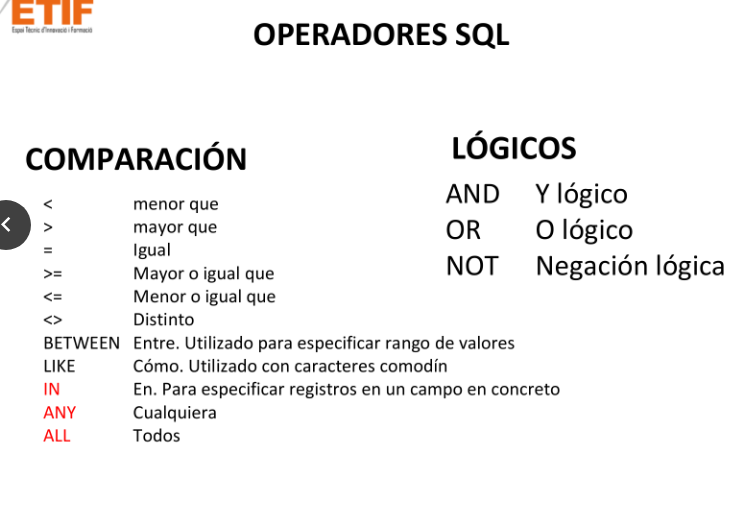 ETIF
Espai Tècnic d'Innovació i Formació
OPERADORES SQL
COMPARACIÓN
< menor que
> mayor que
= Igual
>= Mayor o igual que
<= Menor o igual que
<> Distinto
BETWEEN Entre. Utilizado para especificar rango de valores
LIKE Cómo. Utilizado con caracteres comodín
IN En. Para especificar registros en un campo en concreto
ANY Cualquiera
ALL Todos
LÓGICOS
AND Y lógico
OR O lógico
NOT Negación lógica